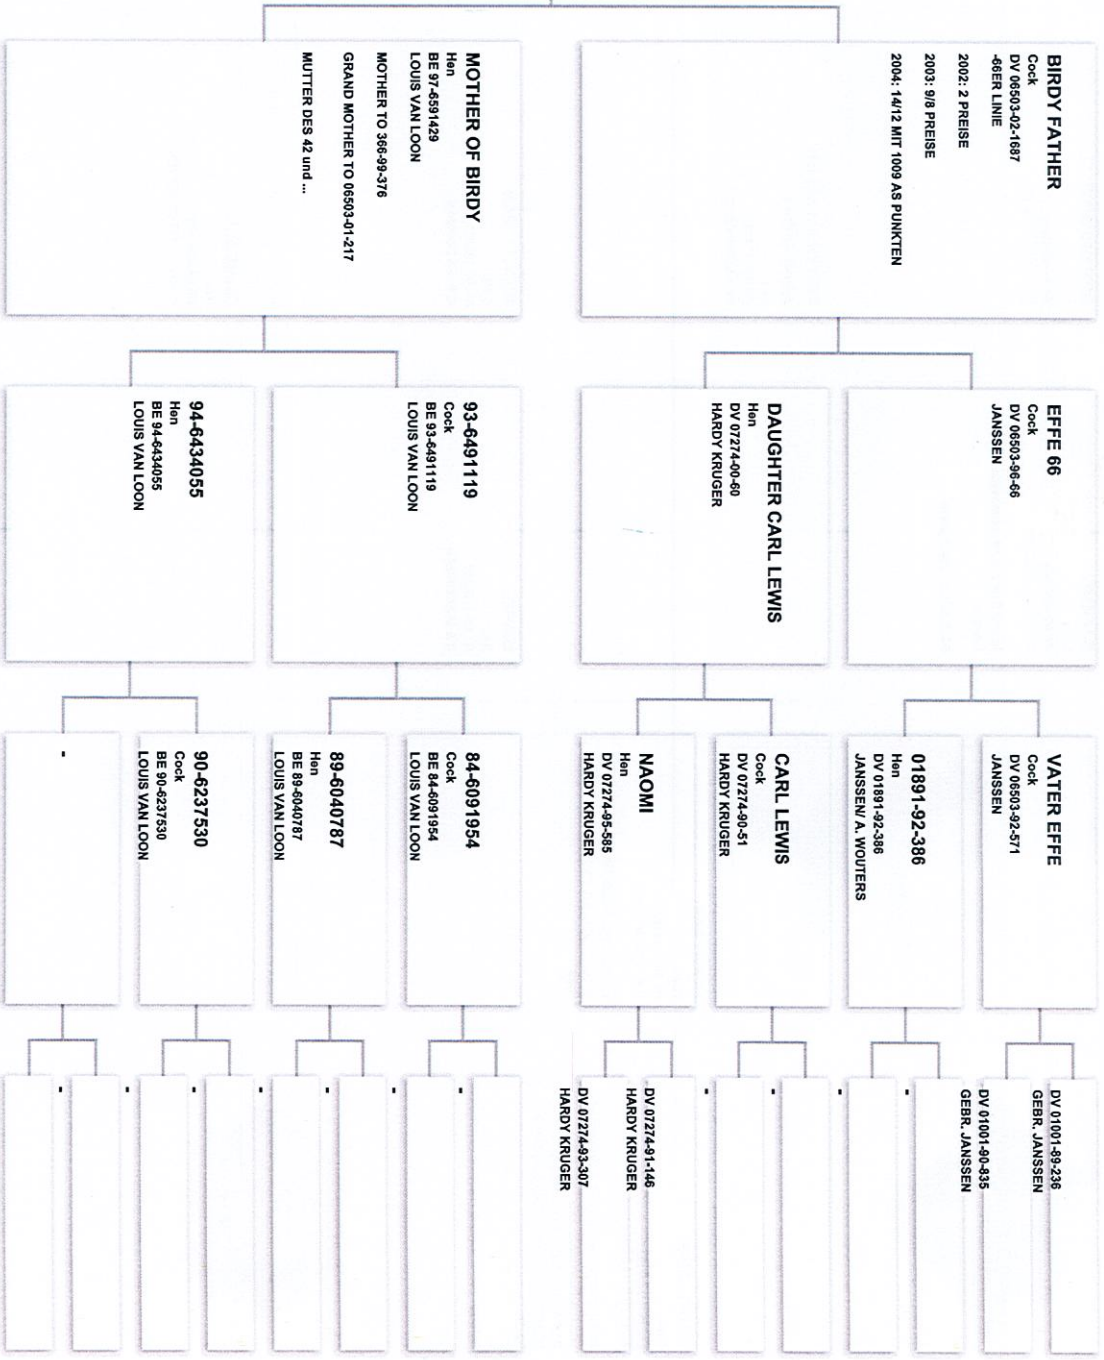 BIRDY FATHER
Cock
DV 06503-02-1687
-66ER LINIE
2002: 2 PREISE
2003: 9/8 PREISE
2004: 14/12 MIT 1009 AS PUNKTEN
MOTHER OF BIRDY
Hen
BE 97-6591429
LOUIS VAN LOON
MOTHER TO 366-99-376
GRAND MOTHER TO 06503-01-217
MUTTER DES 42 und ...
EFFE 66
Cock
DV 06503-96-66
JANSSEN
DAUGHTER CARL LEWIS
Hen
DV 07274-00-60
HARDY KRUGER
93-6491119
Cock
BE 93-6491119
LOUIS VAN LOON
94-6434055
Hen
BE 94-6434055
LOUIS VAN LOON
VATER EFFE
Cock
DV 06503-92-571
JANSSEN
01891-92-386
Hen
DV 01891-92-386
JANSSEN/ A. WOUTERS
CARL LEWIS
Cock
DV 07274-90-51
HARDY KRUGER
NAOMI
Hen
DV 07274-95-585
HARDY KRUGER
84-6091954
Cock
BE 84-6091954
LOUIS VAN LOON
89-6040787
Hen
BE 89-6040787
LOUIS VAN LOON
90-6237530
Cock
BE 90-6237530
LOUIS VAN LOON
-
DV 01001-89-236
GEBR. JANSSEN
DV 01001-90-835
GEBR. JANSSEN
-
-
-
-
DV 07274-91-146
HARDY KRUGER
DV 07274-93-307
HARDY KRUGER
-
-
-
-
-
-
-